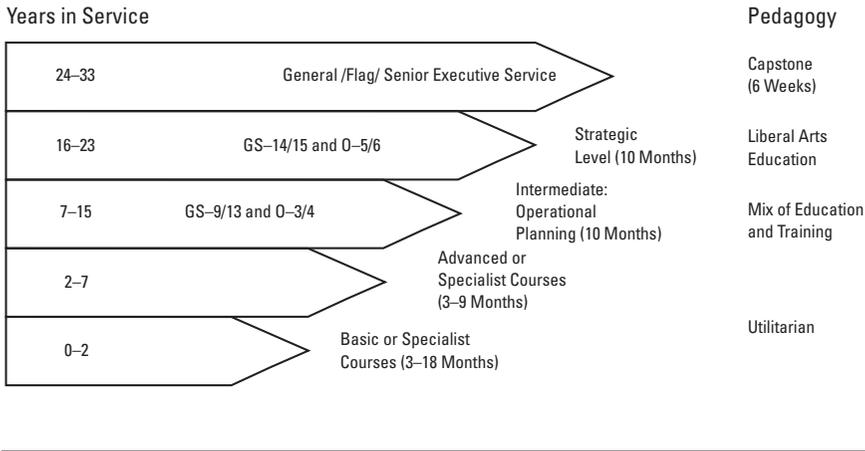 Years in Service
Pedagogy
24–33
General /Flag/ Senior Executive Service
Capstone
(6 Weeks)
16–23
GS–14/15 and O–5/6
Strategic
Level (10 Months)
Liberal Arts
Education
7–15
GS–9/13 and O–3/4
Intermediate:
Operational
Planning (10 Months)
Mix of Education
and Training
2–7
Advanced or
Specialist Courses
(3–9 Months)
Utilitarian
0–2
Basic or Specialist
Courses (3–18 Months)